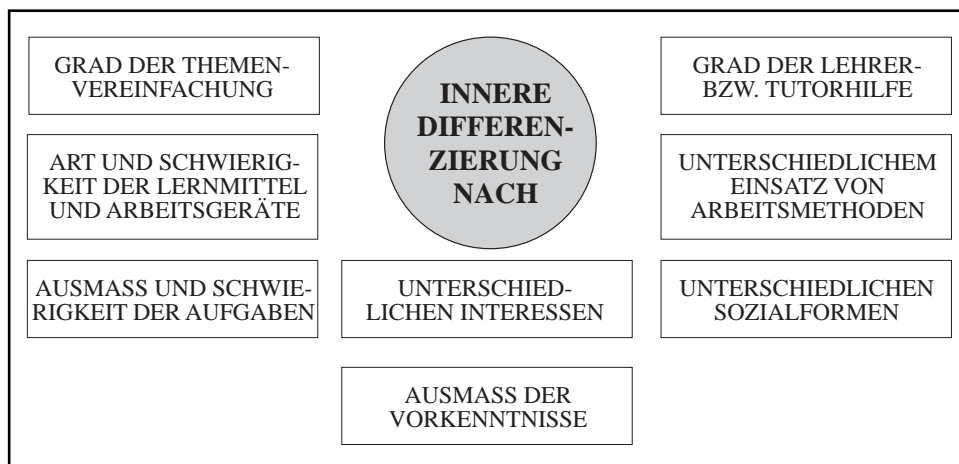 GRAD DER THEMEN-
VEREINFACHUNG
INNERE
DIFFEREN-
ZIERUNG
NACH
GRAD DER LEHRER-
BZW. TUTORHILFE
ART UND SCHWIERIG-
KEIT DER LERNMITTEL
UND ARBEITSGERÄTE
UNTERSCHIEDLICHEM
EINSATZ VON
ARBEITSMETHODEN
AUSMASS UND SCHWIE-
RIGKEIT DER AUFGABEN
UNTERSCHIED-
LICHEN INTERESSEN
UNTERSCHIEDLICHEN
SOZIALFORMEN
AUSMASS DER
VORKENNTNISSE